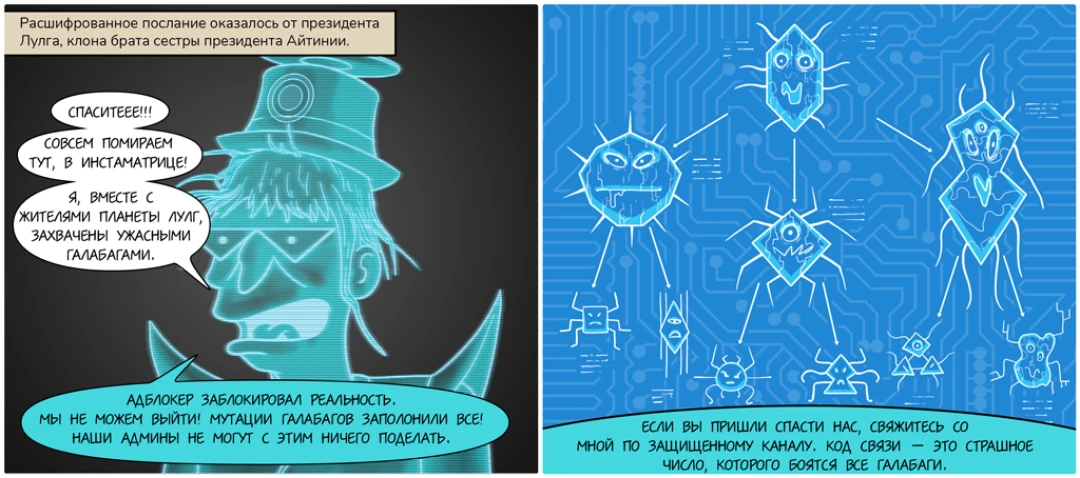 Расшифрованное послание оказалось от президента
Лулга, клона брата сестры президента Айтинии.
СПАСИТЕЕЕ!!!
СОВСЕМ ПОМИРАЕМ
ТУТ, В ИНСТАМАТРИЦЕ!
Я, ВМЕСТЕ С
ЖИТЕЛЯМИ ПЛАНЕТЫ ЛУЛГ,
ЗАХВАЧЕНЫ УЖАСНЫМИ
ГАЛАБАГАМИ.
АДБЛОКЕР ЗАБЛОКИРОВАЛ РЕАЛЬНОСТЬ.
МЫ НЕ МОЖЕМ ВЫЙТИ! МУТАЦИИ ГАЛАБАГОВ ЗАПОЛОНИЛИ ВСЕ!
НАШИ АДМИНЫ НЕ МОГУТ С ЭТИМ НИЧЕГО ПОДЕЛАТЬ.
ЕСЛИ ВЫ ПРИШЛИ СПАСТИ НАС, СВЯЖИТЕСЬ СО
МНОЙ ПО ЗАЩИЩЕННОМУ КАНАЛУ. КОД СВЯЗИ — ЭТО СТРАШНОЕ
ЧИСЛО, КОТОРОГО БОЯТСЯ ВСЕ ГАЛАБАГИ.